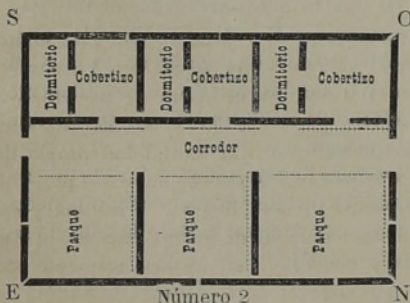 S O
Dormitorio Cobertizo Dormitorio Cobertizo Dormitorio Cobertizo
Corredor
Parque Parque Parque
E N
Número 2